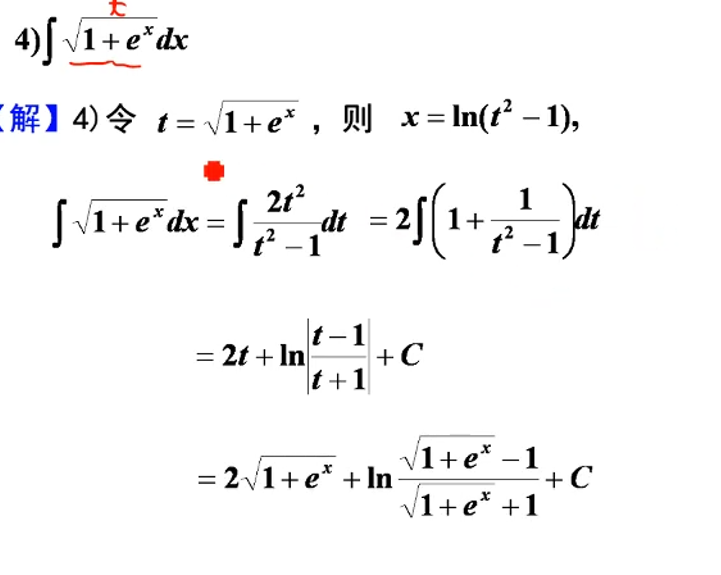 t
4)∫√(1+e^x)dx
【解】4)令 t=√(1+e^x) , 则 x=ln(t²−1),
∫√(1+e^x)dx=∫2t²/(t²−1)dt =2∫(1+1/(t²−1))dt
=2t+ln|(t−1)/(t+1)|+C
=2√(1+e^x)+ln (√(1+e^x)−1)/(√(1+e^x)+1)+C